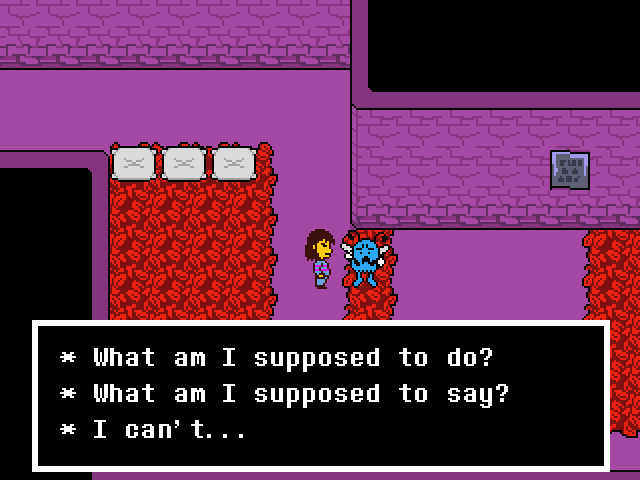 * What am I supposed to do?
* What am I supposed to say?
* I can't...